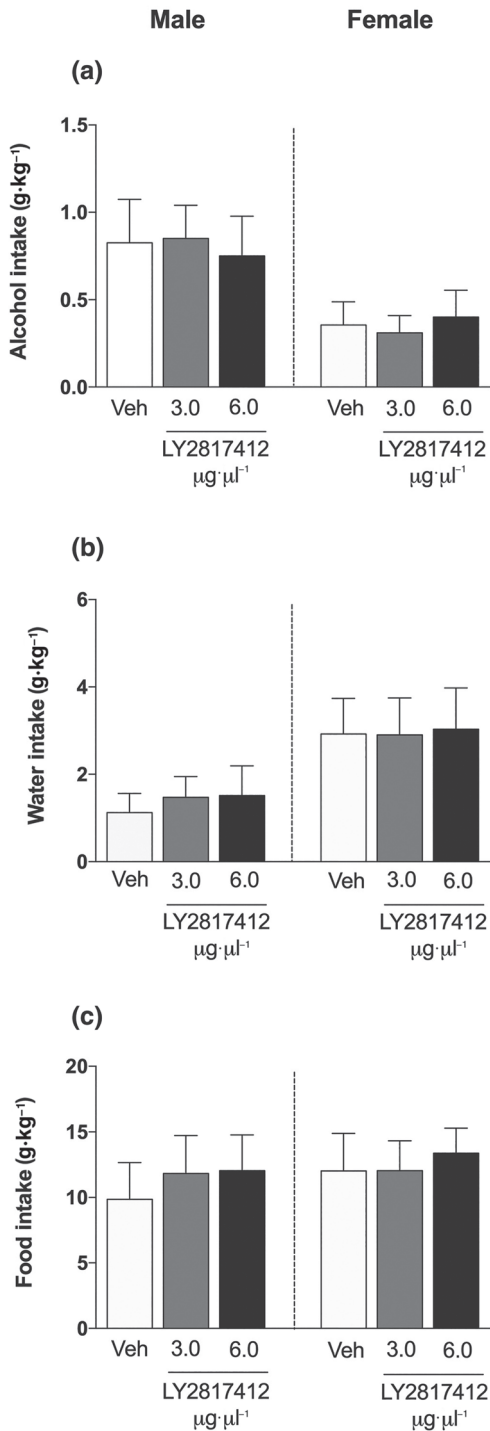 Male Female
(a)
Alcohol intake (g·kg⁻¹)
1.5
1.0
0.5
0.0
Veh 3.0 6.0 Veh 3.0 6.0
LY2817412 LY2817412
μg·μl⁻¹ μg·μl⁻¹
(b)
Water intake (g·kg⁻¹)
6
4
2
0
Veh 3.0 6.0 Veh 3.0 6.0
LY2817412 LY2817412
μg·μl⁻¹ μg·μl⁻¹
(c)
Food intake (g·kg⁻¹)
20
15
10
5
0
Veh 3.0 6.0 Veh 3.0 6.0
LY2817412 LY2817412
μg·μl⁻¹ μg·μl⁻¹